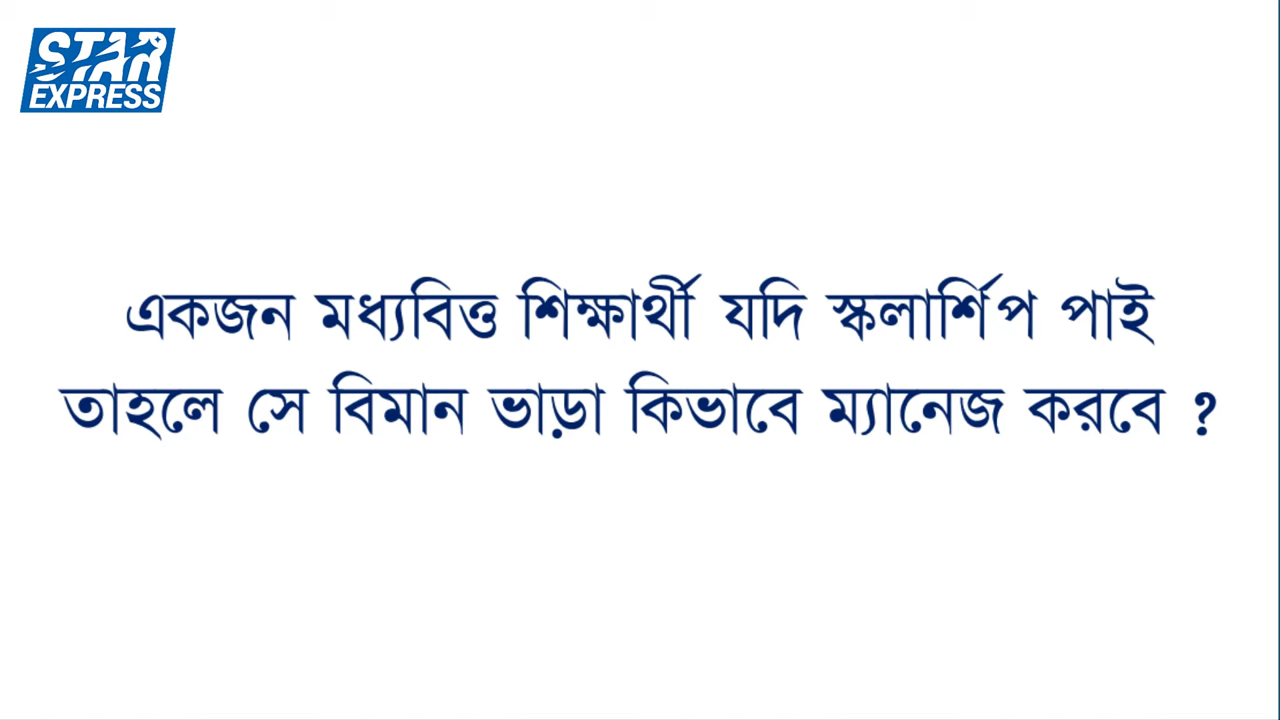 STAR
EXPRESS
একজন মধ্যবিত্ত শিক্ষার্থী যদি স্কলার্শিপ পাই
তাহলে সে বিমান ভাড়া কিভাবে ম্যানেজ করবে ?